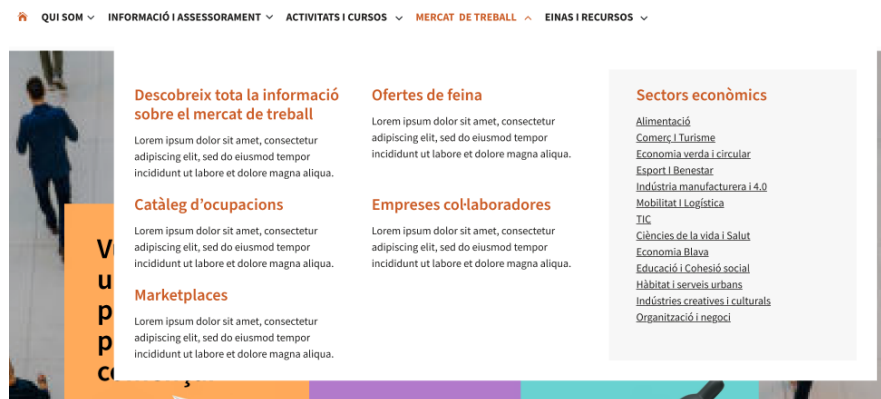 QUI SOM
INFORMACIÓ I ASSESSORAMENT
ACTIVITATS I CURSOS
MERCAT DE TREBALL
EINAS I RECURSOS
Descobreix tota la informació
sobre el mercat de treball
Lorem ipsum dolor sit amet, consectetur
adipiscing elit, sed do eiusmod tempor
incididunt ut labore et dolore magna aliqua.
Catàleg d’ocupacions
Lorem ipsum dolor sit amet, consectetur
adipiscing elit, sed do eiusmod tempor
incididunt ut labore et dolore magna aliqua.
Marketplaces
Lorem ipsum dolor sit amet, consectetur
adipiscing elit, sed do eiusmod tempor
incididunt ut labore et dolore magna aliqua.
Ofertes de feina
Lorem ipsum dolor sit amet, consectetur
adipiscing elit, sed do eiusmod tempor
incididunt ut labore et dolore magna aliqua.
Empreses col·laboradores
Lorem ipsum dolor sit amet, consectetur
adipiscing elit, sed do eiusmod tempor
incididunt ut labore et dolore magna aliqua.
Sectors econòmics
Alimentació
Comerç I Turisme
Economia verda i circular
Esport I Benestar
Indústria manufacturera i 4.0
Mobilitat I Logística
TIC
Ciències de la vida i Salut
Economia Blava
Educació i Cohesió social
Hàbitat i serveis urbans
Indústries creatives i culturals
Organització i negoci